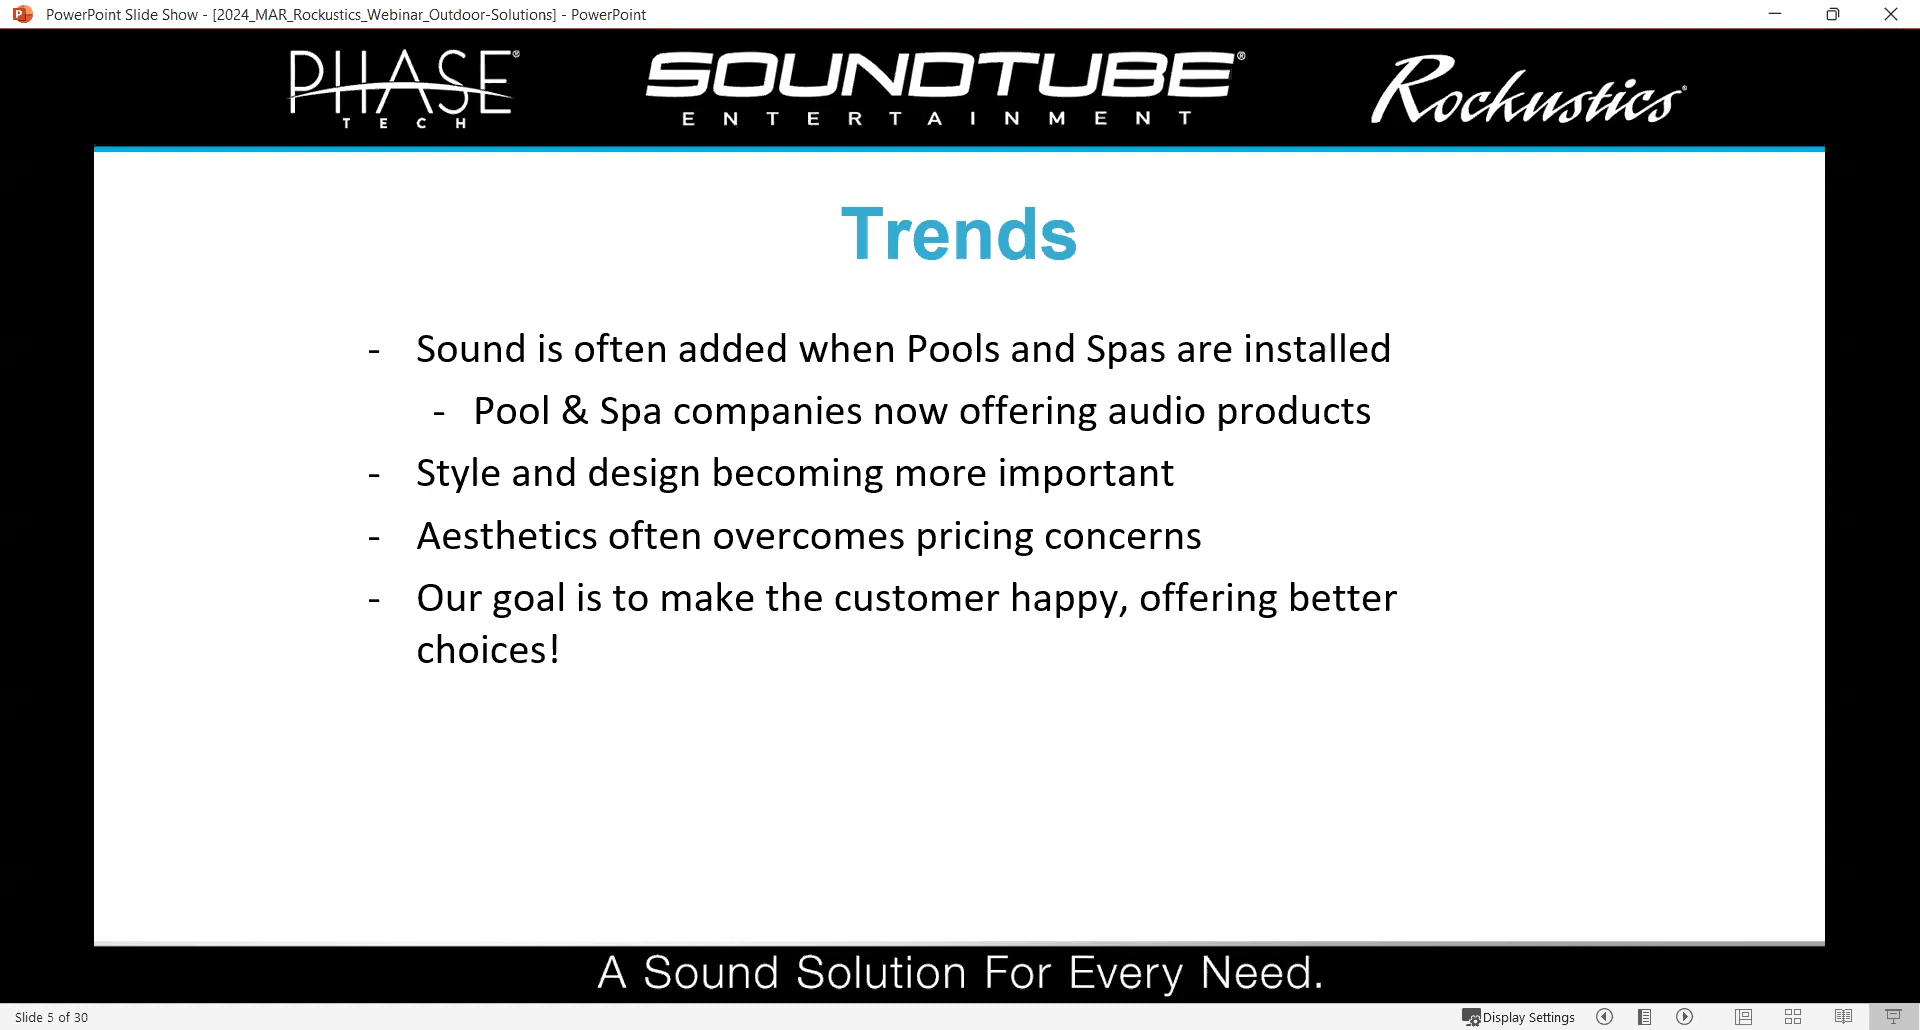 PowerPoint Slide Show - [2024_MAR_Rockustics_Webinar_Outdoor-Solutions] - PowerPoint
PHASE® SOUNDTUBE® Rockustics®
TECH ENTERTAINMENT
Trends
- Sound is often added when Pools and Spas are installed
- Pool & Spa companies now offering audio products
- Style and design becoming more important
- Aesthetics often overcomes pricing concerns
- Our goal is to make the customer happy, offering better
choices!
A Sound Solution For Every Need.
Slide 5 of 30 Display Settings